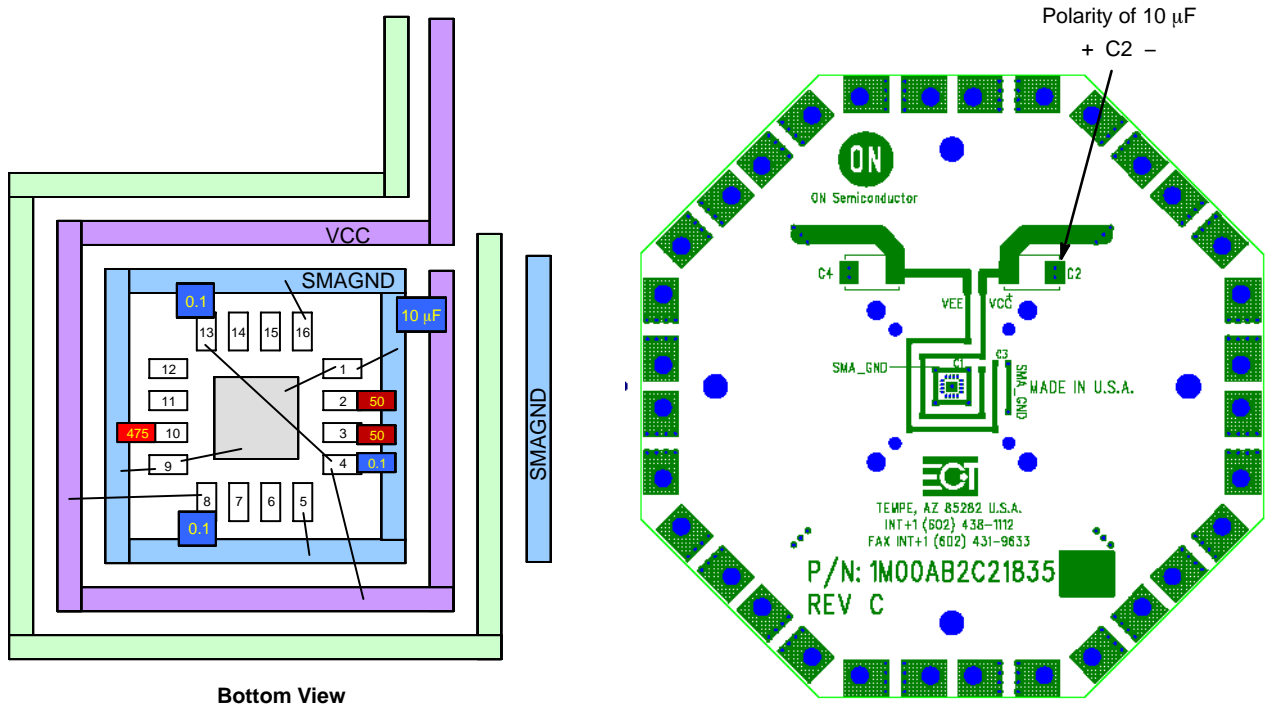 Polarity of 10 μF
+ C2 –
VCC
SMAGND
0.1
10 μF
13 14 15 16
12
1
11
2 50
475 10
3 50
9
4 0.1
8 7 6 5
0.1
SMAGND
Bottom View
ON
ON Semiconductor
C4
C2
VEE
VCC
+
SMA_GND
C1
C3
SMA_GND
MADE IN U.S.A.
ECT
TEMPE, AZ 85282 U.S.A.
INT+1 (602) 438-1112
FAX INT+1 (602) 431-9633
P/N: 1M00AB2C21835
REV C